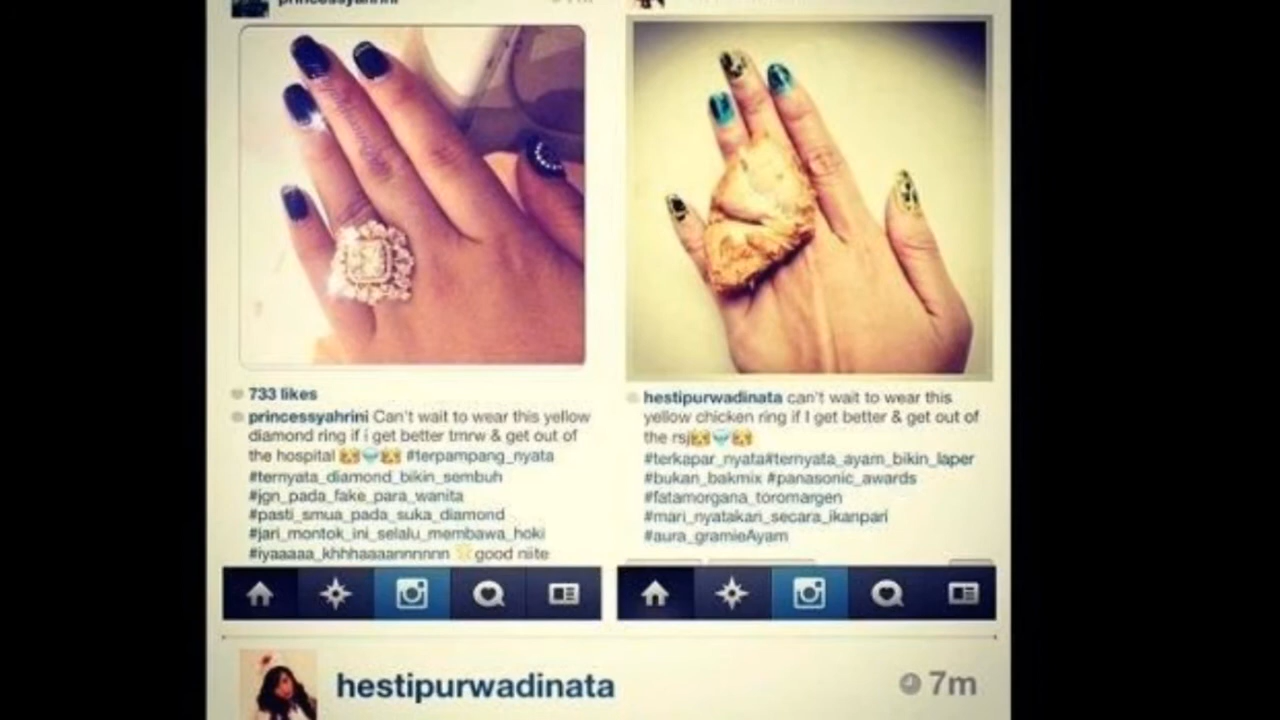 princessyahrini
733 likes
princessyahrini Can't wait to wear this yellow
diamond ring if i get better tmrw & get out of
the hospital 🐯💎🐯 #terpampang_nyata
#ternyata_diamond_bikin_sembuh
#jgn_pada_fake_para_wanita
#pasti_smua_pada_suka_diamond
#jari_montok_ini_selalu_membawa_hoki
#iyaaaaa_khhhaaaannnnnn 🌟good niite
hestipurwadinata can't wait to wear this
yellow chicken ring if I get better & get out of
the rsj🐯💎🐯
#terkapar_nyata#ternyata_ayam_bikin_laper
#bukan_bakmix #panasonic_awards
#fatamorgana_toromargen
#mari_nyatakan_secara_ikanpari
#aura_gramieAyam
hestipurwadinata
7m